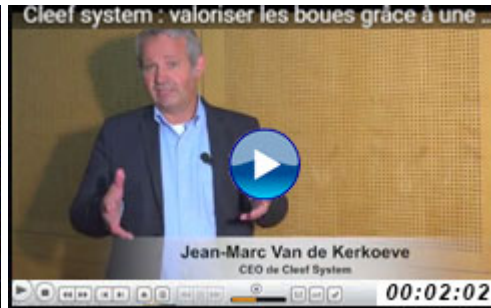 Cleef system : valoriser les boues grâce à une ...
Jean-Marc Van de Kerkoeve
CEO de Cleef System
00:02:02